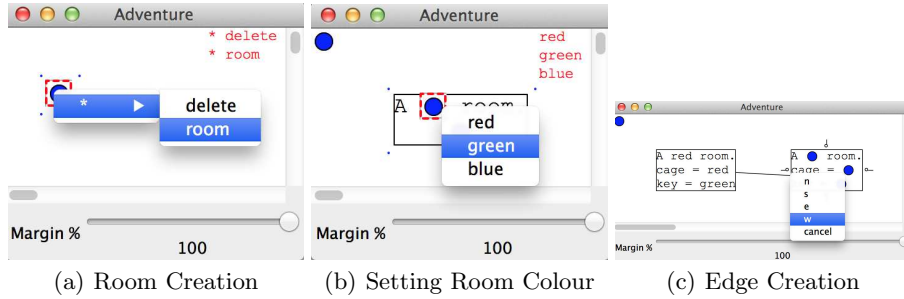 Adventure
* delete
* room
*
delete
room
Margin %
100
(a) Room Creation
Adventure
red
green
blue
A room.
red
green
blue
Margin %
100
(b) Setting Room Colour
Adventure
A red room.
cage = red
key = green
A room.
cage =
n
s
e
w
cancel
Margin %
100
(c) Edge Creation